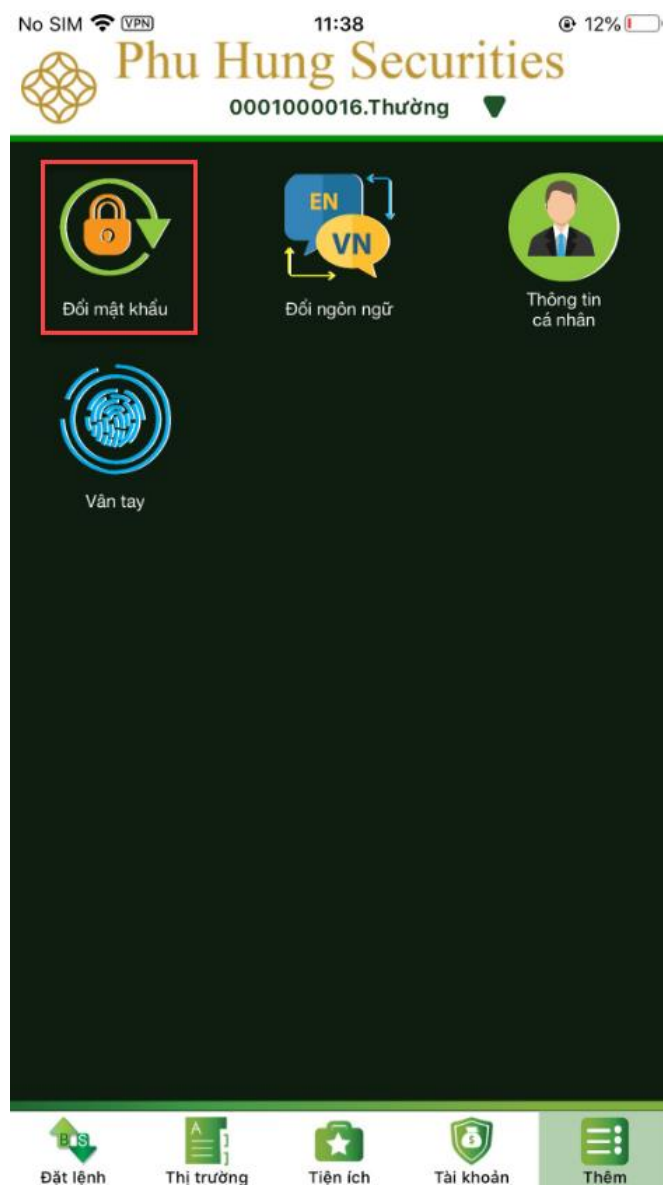 No SIM VPN 11:38 12%
Phu Hung Securities
0001000016.Thường
EN
VN
Đổi mật khẩu
Đổi ngôn ngữ
Thông tin
cá nhân
Vân tay
B S
A
$
Đặt lệnh
Thị trường
Tiện ích
Tài khoản
Thêm